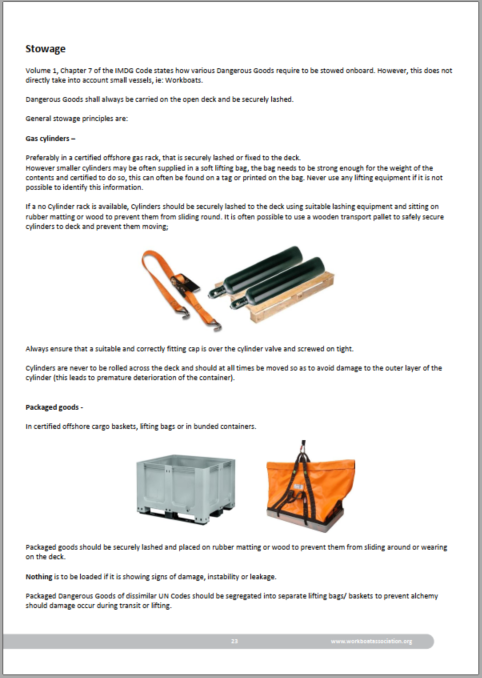 Stowage
Volume 1, Chapter 7 of the IMDG Code states how various Dangerous Goods require to be stowed onboard. However, this does not
directly take into account small vessels, ie: Workboats.
Dangerous Goods shall always be carried on the open deck and be securely lashed.
General stowage principles are:
Gas cylinders –
Preferably in a certified offshore gas rack, that is securely lashed or fixed to the deck.
However smaller cylinders may be often supplied in a soft lifting bag, the bag needs to be strong enough for the weight of the
contents and certified to do so, this can often be found on a tag or printed on the bag. Never use any lifting equipment if it is not
possible to identify this information.
If a no Cylinder rack is available, Cylinders should be securely lashed to the deck using suitable lashing equipment and sitting on
rubber matting or wood to prevent them from sliding round. It is often possible to use a wooden transport pallet to safely secure
cylinders to deck and prevent them moving;
Always ensure that a suitable and correctly fitting cap is over the cylinder valve and screwed on tight.
Cylinders are never to be rolled across the deck and should at all times be moved so as to avoid damage to the outer layer of the
cylinder (this leads to premature deterioration of the container).
Packaged goods -
In certified offshore cargo baskets, lifting bags or in bunded containers.
Packaged goods should be securely lashed and placed on rubber matting or wood to prevent them from sliding around or wearing
on the deck.
Nothing is to be loaded if it is showing signs of damage, instability or leakage.
Packaged Dangerous Goods of dissimilar UN Codes should be segregated into separate lifting bags/ baskets to prevent alchemy
should damage occur during transit or lifting.